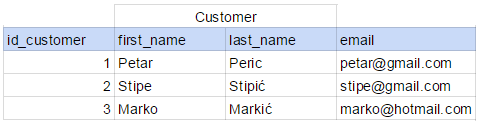 Customer
id_customer first_name last_name email
1 Petar Peric petar@gmail.com
2 Stipe Stipić stipe@gmail.com
3 Marko Markić marko@hotmail.com